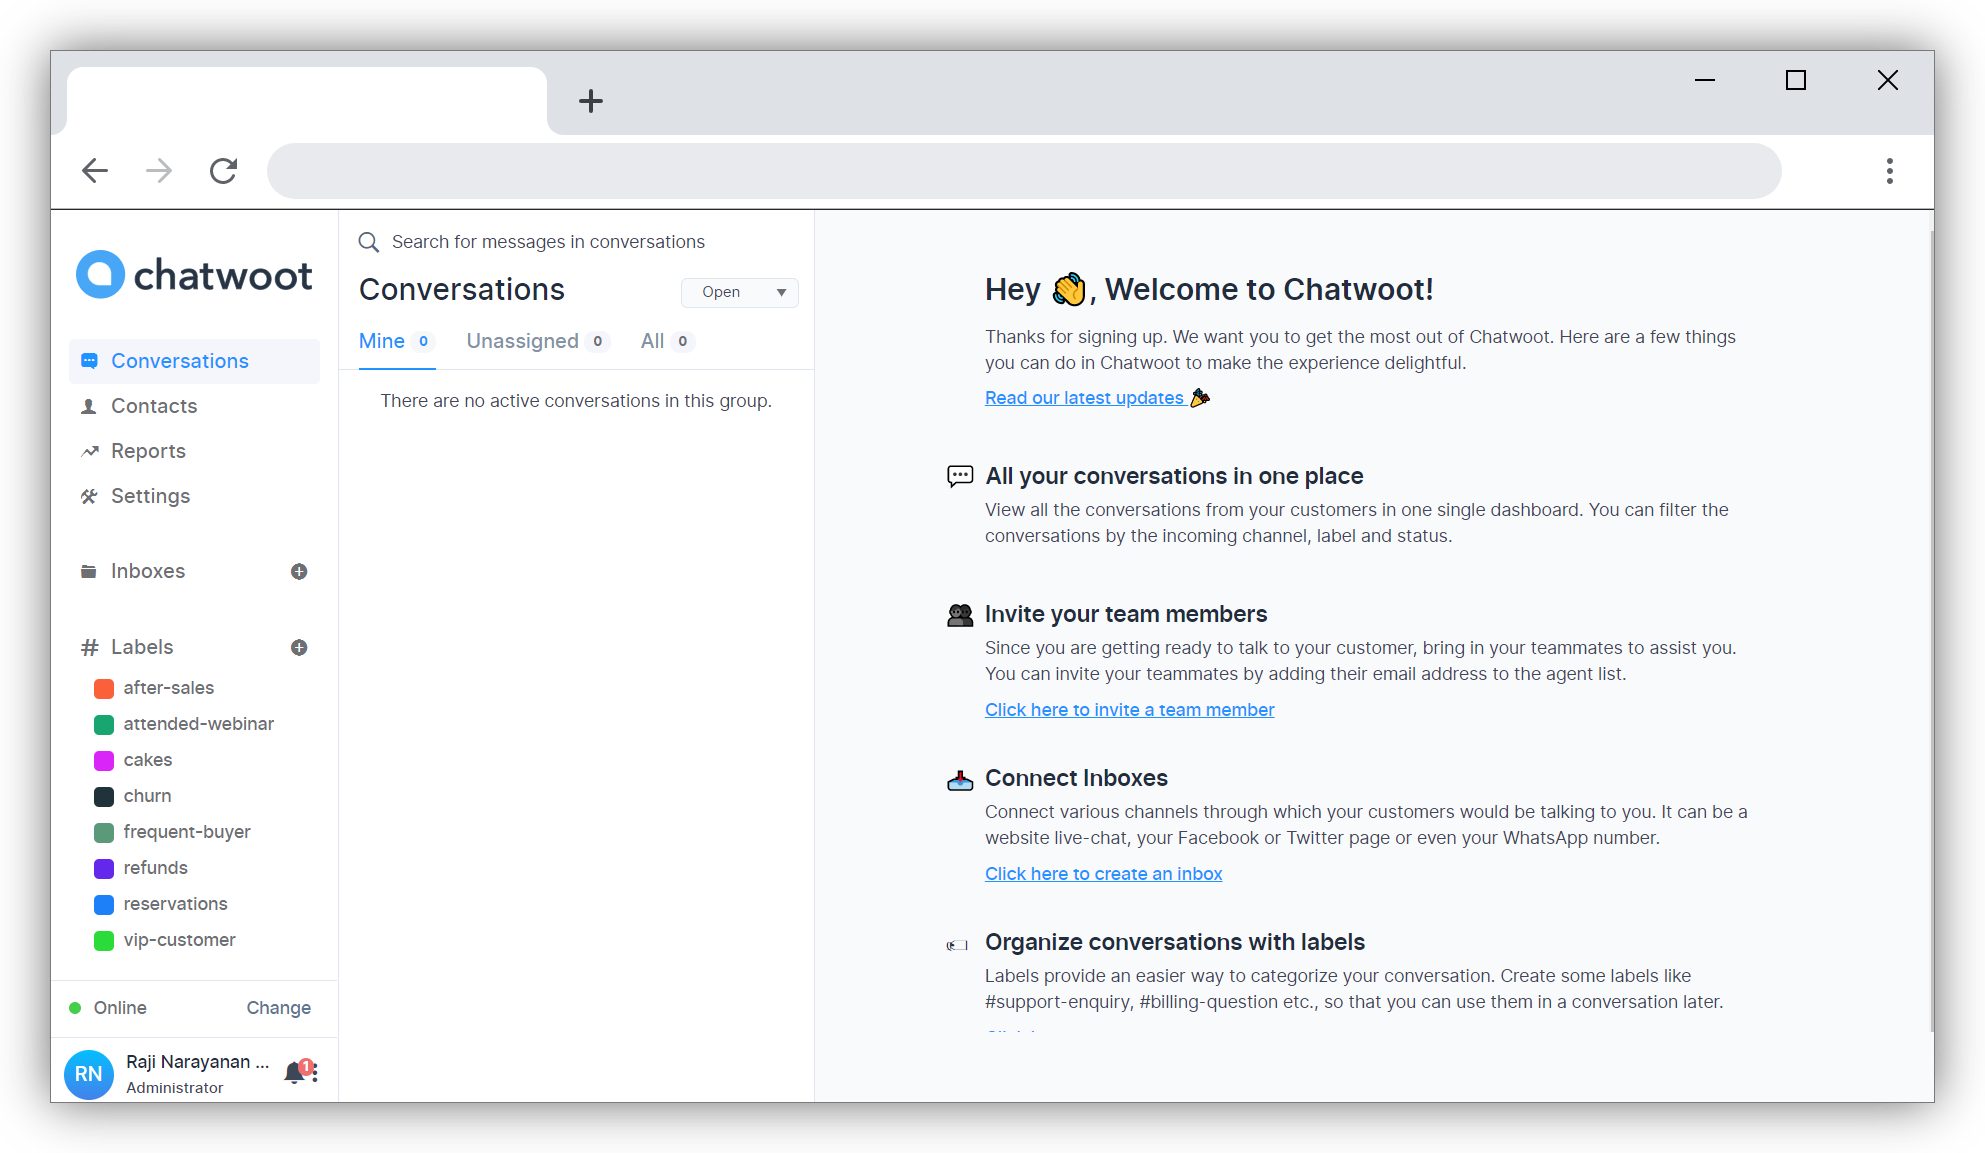 chatwoot
Conversations
Contacts
Reports
Settings
Inboxes
Labels
after-sales
attended-webinar
cakes
churn
frequent-buyer
refunds
reservations
vip-customer
Online Change
RN
Raji Narayanan ...
Administrator
1
Search for messages in conversations
Conversations
Open
Mine 0 Unassigned 0 All 0
There are no active conversations in this group.
Hey 👋, Welcome to Chatwoot!
Thanks for signing up. We want you to get the most out of Chatwoot. Here are a few things
you can do in Chatwoot to make the experience delightful.
Read our latest updates 🎉
All your conversations in one place
View all the conversations from your customers in one single dashboard. You can filter the
conversations by the incoming channel, label and status.
Invite your team members
Since you are getting ready to talk to your customer, bring in your teammates to assist you.
You can invite your teammates by adding their email address to the agent list.
Click here to invite a team member
Connect Inboxes
Connect various channels through which your customers would be talking to you. It can be a
website live-chat, your Facebook or Twitter page or even your WhatsApp number.
Click here to create an inbox
Organize conversations with labels
Labels provide an easier way to categorize your conversation. Create some labels like
#support-enquiry, #billing-question etc., so that you can use them in a conversation later.